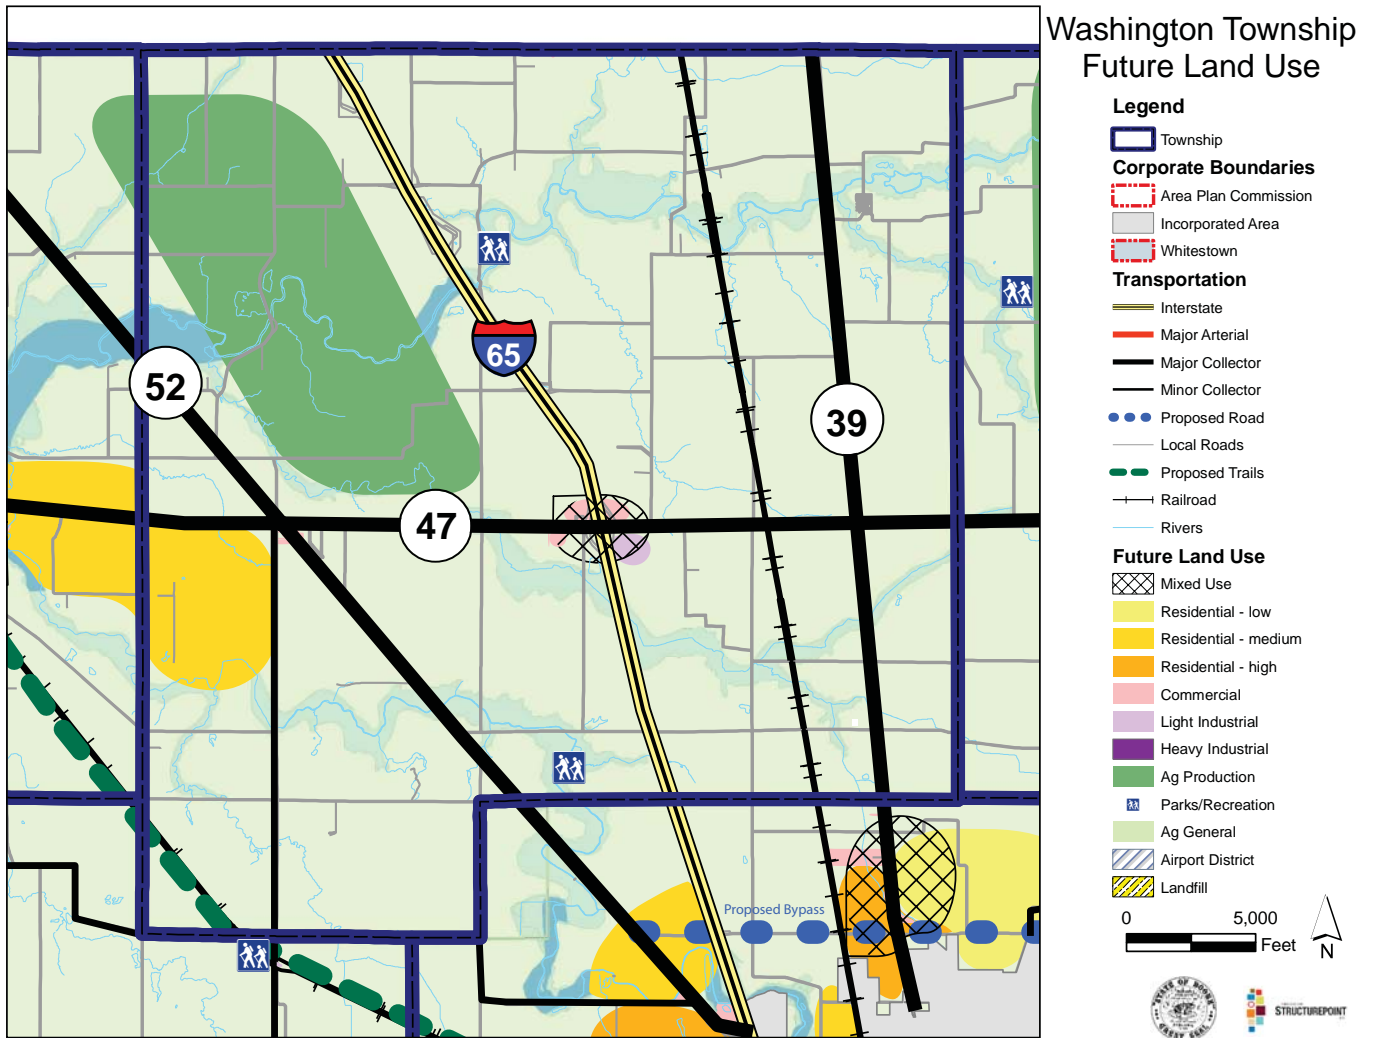 Washington Township
Future Land Use
Legend
Township
Corporate Boundaries
Area Plan Commission
Incorporated Area
Whitestown
Transportation
Interstate
Major Arterial
Major Collector
Minor Collector
Proposed Road
Local Roads
Proposed Trails
Railroad
Rivers
Future Land Use
Mixed Use
Residential - low
Residential - medium
Residential - high
Commercial
Light Industrial
Heavy Industrial
Ag Production
Parks/Recreation
Ag General
Airport District
Landfill
0 5,000
Feet
N
65
52
39
47
Proposed Bypass
STATE OF
STRUCTUREPOINT